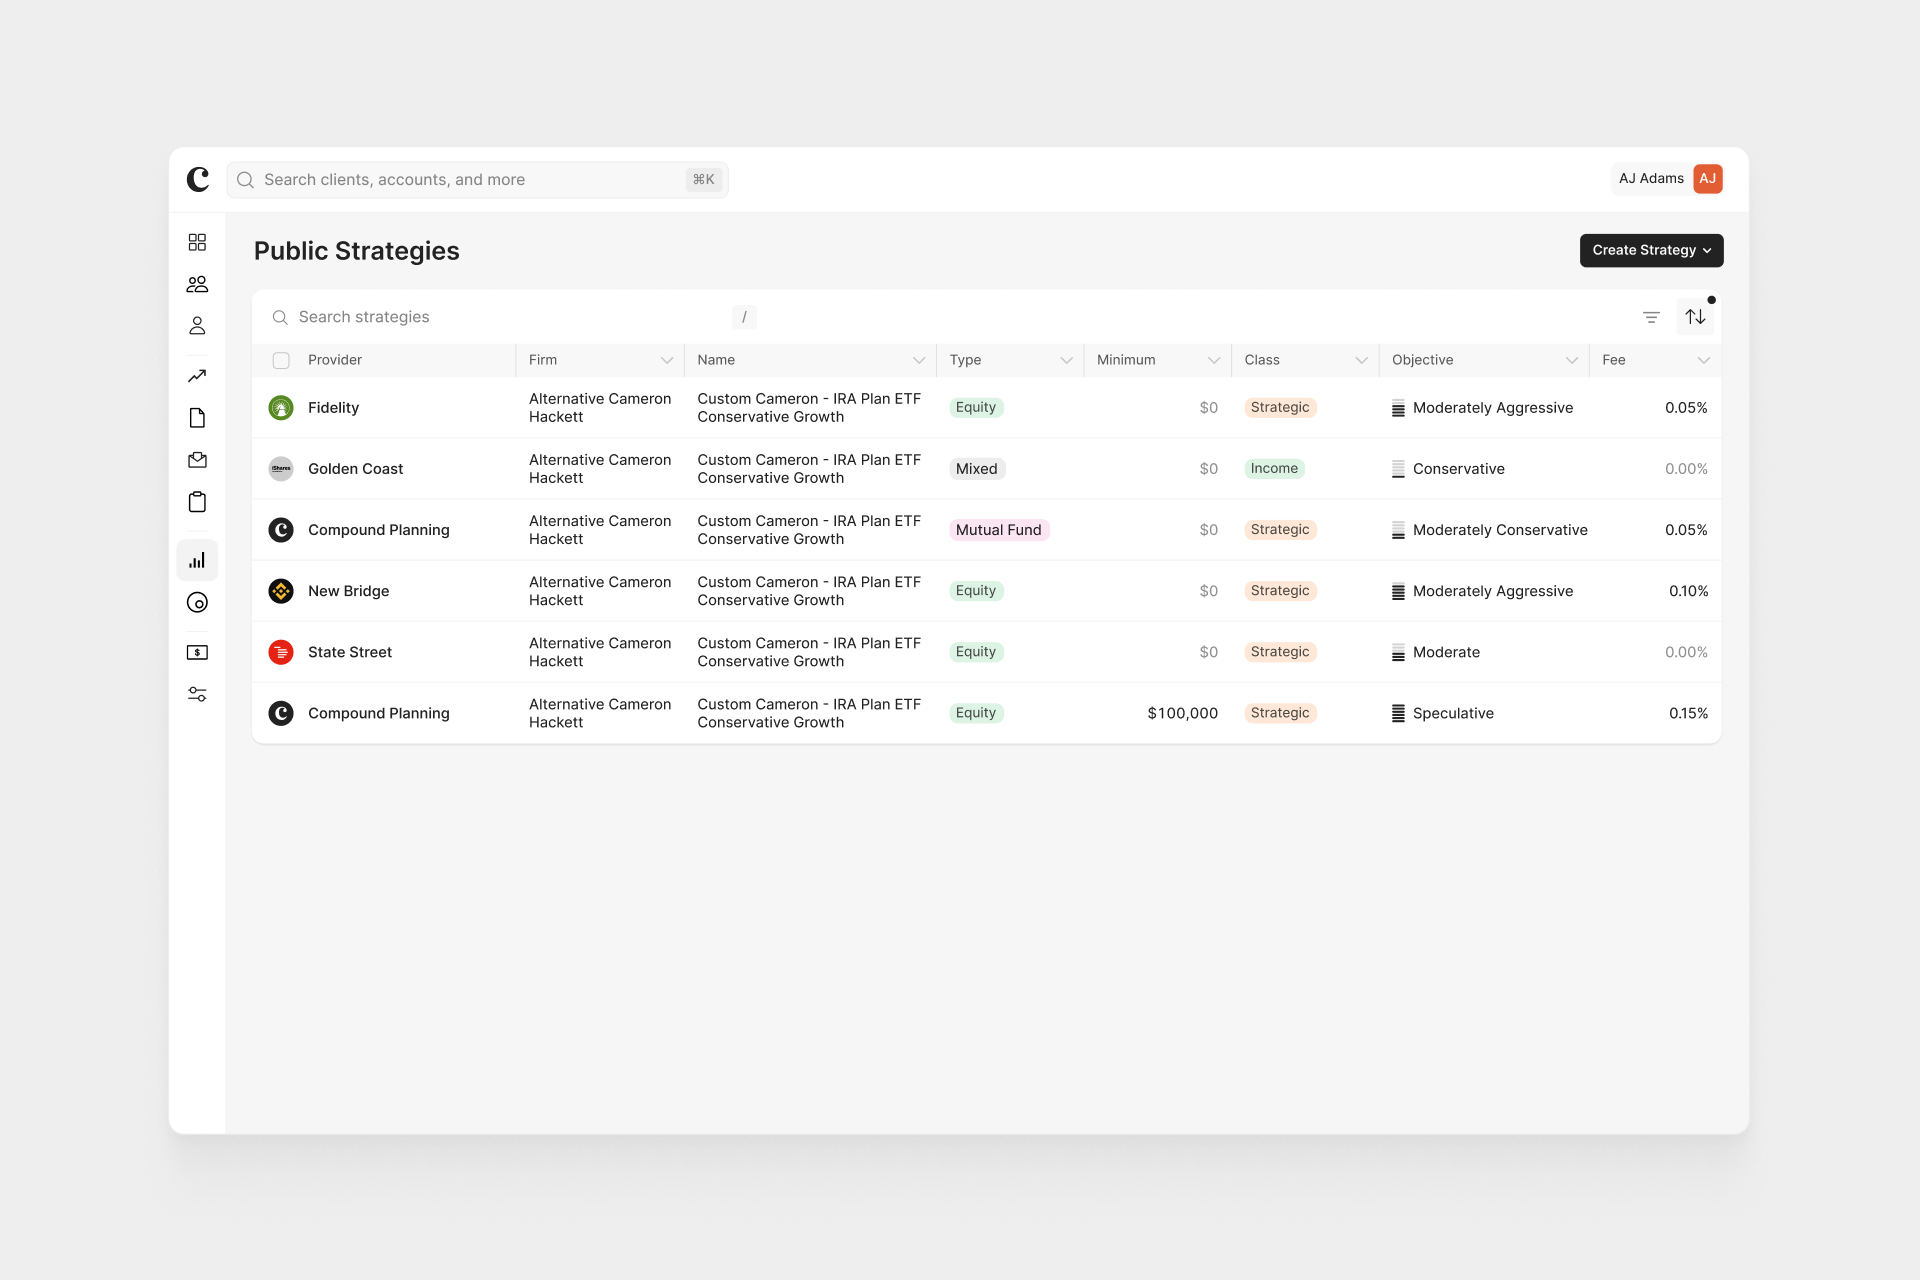 Search clients, accounts, and more
⌘K
AJ Adams
AJ
Public Strategies
Create Strategy
Search strategies
/
Provider Firm Name Type Minimum Class Objective Fee
Fidelity
Alternative Cameron
Hackett
Custom Cameron - IRA Plan ETF
Conservative Growth
Equity
$0
Strategic
Moderately Aggressive
0.05%
iShares
Golden Coast
Alternative Cameron
Hackett
Custom Cameron - IRA Plan ETF
Conservative Growth
Mixed
$0
Income
Conservative
0.00%
Compound Planning
Alternative Cameron
Hackett
Custom Cameron - IRA Plan ETF
Conservative Growth
Mutual Fund
$0
Strategic
Moderately Conservative
0.05%
New Bridge
Alternative Cameron
Hackett
Custom Cameron - IRA Plan ETF
Conservative Growth
Equity
$0
Strategic
Moderately Aggressive
0.10%
State Street
Alternative Cameron
Hackett
Custom Cameron - IRA Plan ETF
Conservative Growth
Equity
$0
Strategic
Moderate
0.00%
Compound Planning
Alternative Cameron
Hackett
Custom Cameron - IRA Plan ETF
Conservative Growth
Equity
$100,000
Strategic
Speculative
0.15%